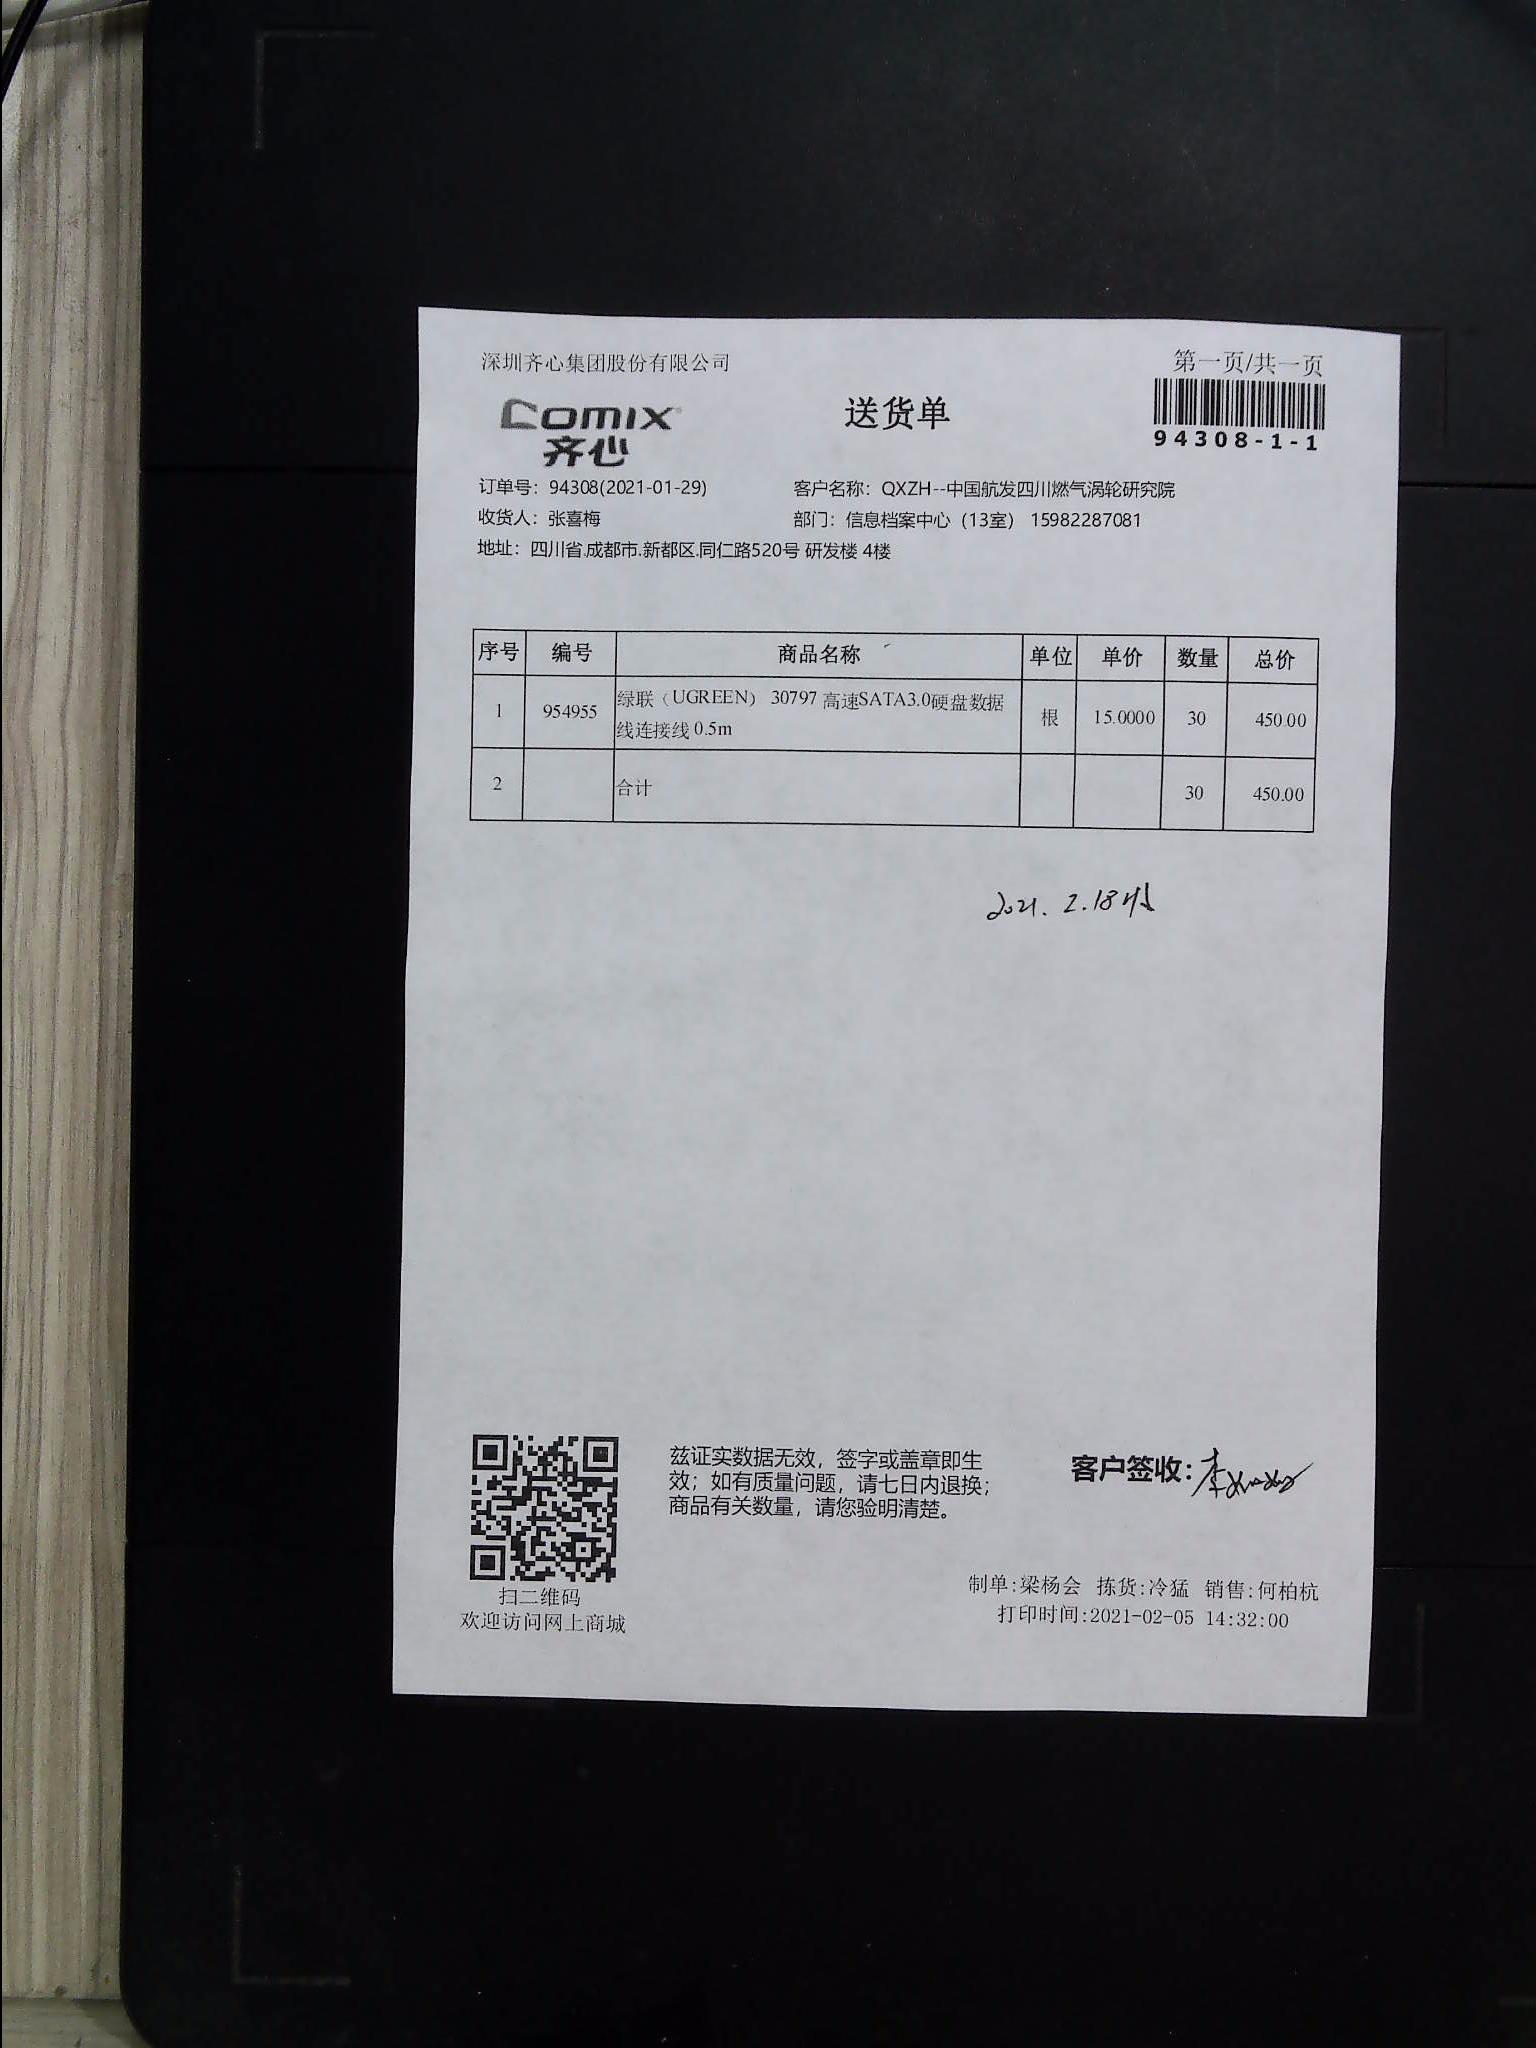 深圳齐心集团股份有限公司
第一页/共一页
comix
齐心
送货单
94308-1-1
订单号：94308(2021-01-29)
客户名称：QXZH--中国航发四川燃气涡轮研究院
收货人：张喜梅
部门：信息档案中心（13室） 15982287081
地址：四川省.成都市.新都区.同仁路520号 研发楼 4楼
序号 编号 商品名称 单位 单价 数量 总价
1 954955 绿联（UGREEN） 30797 高速SATA3.0硬盘数据 根 15.0000 30 450.00
线连接线 0.5m
2 合计 30 450.00
2021. 2.18
兹证实数据无效，签字或盖章即生
效；如有质量问题，请七日内退换；
商品有关数量，请您验明清楚。
客户签收：李
扫二维码
欢迎访问网上商城
制单:梁杨会 拣货:冷猛 销售:何柏杭
打印时间:2021-02-05 14:32:00